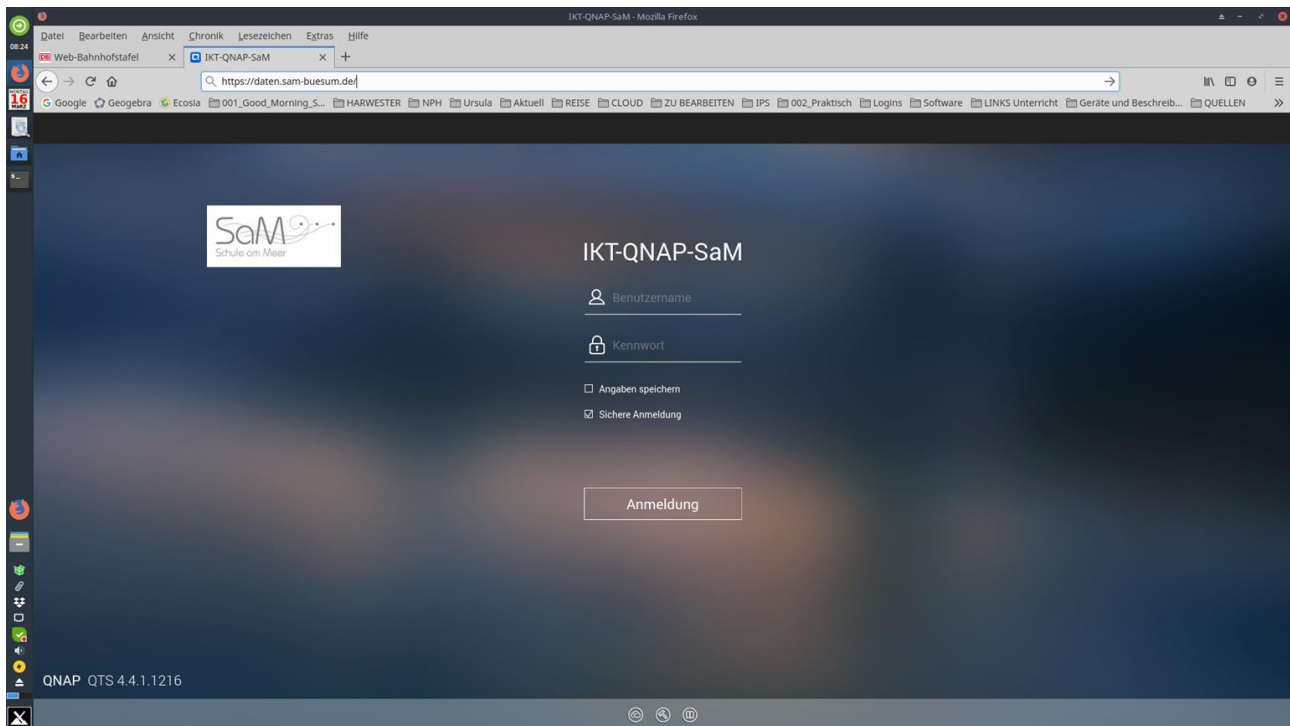 IKT-QNAP-SaM - Mozilla Firefox
08:24
Datei Bearbeiten Ansicht Chronik Lesezeichen Extras Hilfe
DB Web-Bahnhofstafel × IKT-QNAP-SaM × +
https://daten.sam-buesum.de/
MONTAG
16
MäRZ
G Google Geogebra Ecosia 001_Good_Morning_S... HARWESTER NPH Ursula Aktuell REISE CLOUD ZU BEARBEITEN IPS 002_Praktisch Logins Software LINKS Unterricht Geräte und Beschreib... QUELLEN
SaM
Schule am Meer
IKT-QNAP-SaM
Benutzername
Kennwort
Angaben speichern
Sichere Anmeldung
Anmeldung
QNAP QTS 4.4.1.1216